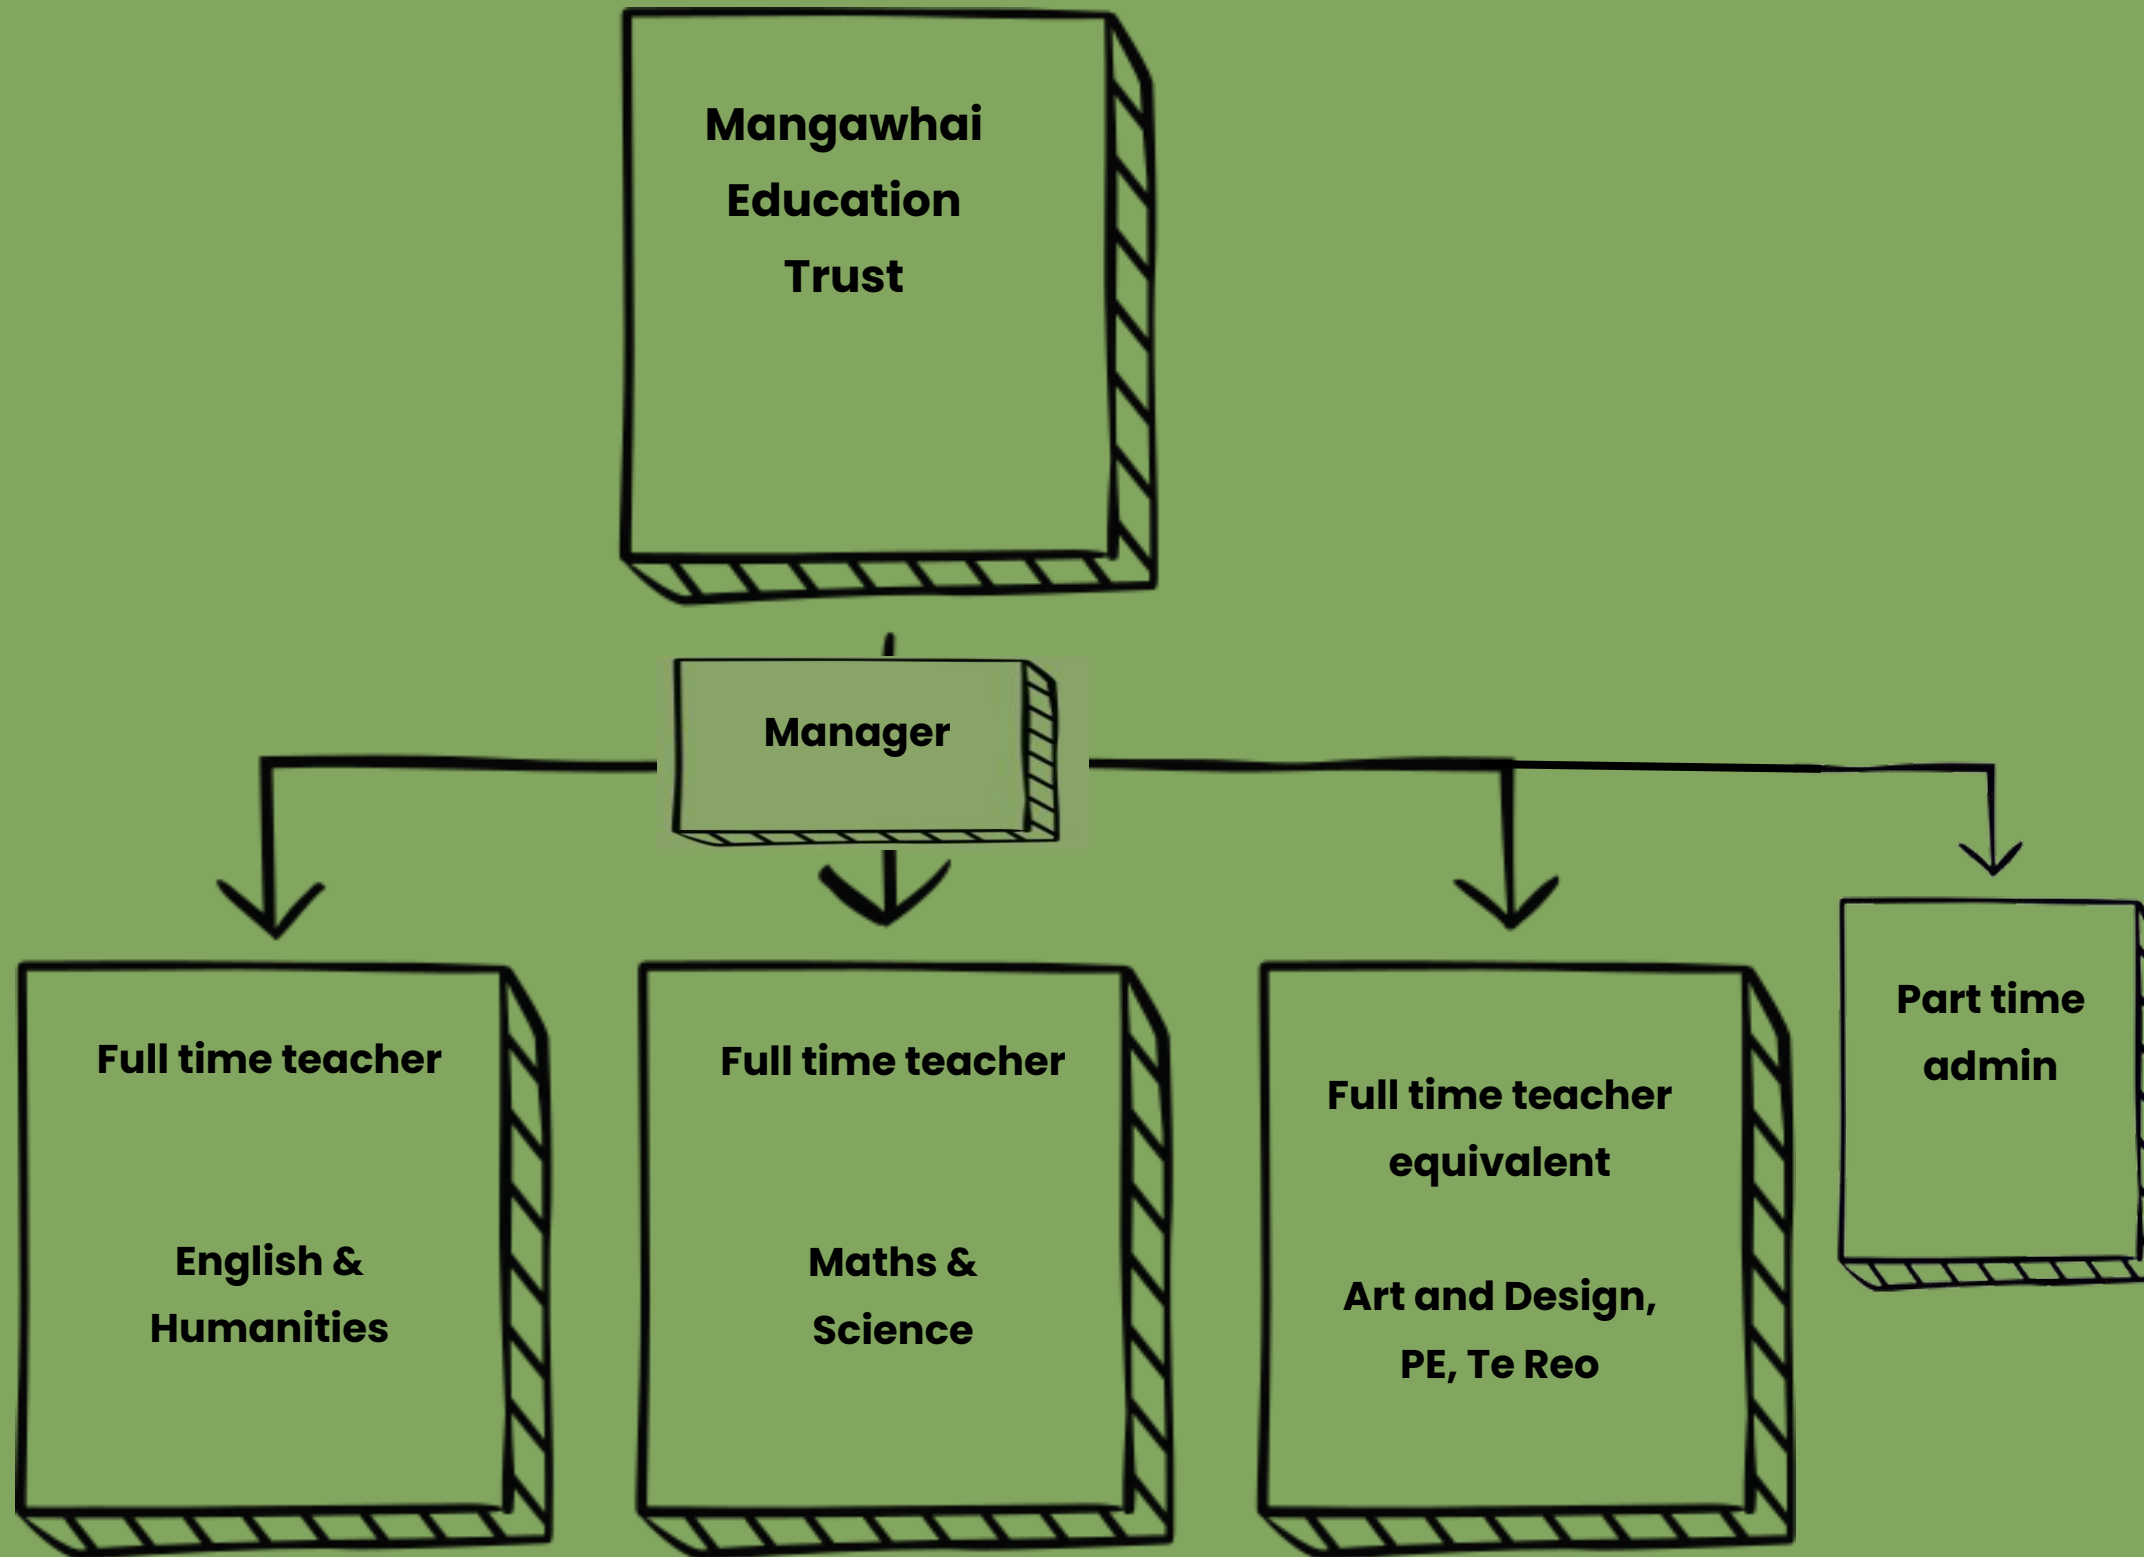 Mangawhai
Education
Trust
Manager
Full time teacher
English &
Humanities
Full time teacher
Maths &
Science
Full time teacher
equivalent
Art and Design,
PE, Te Reo
Part time
admin